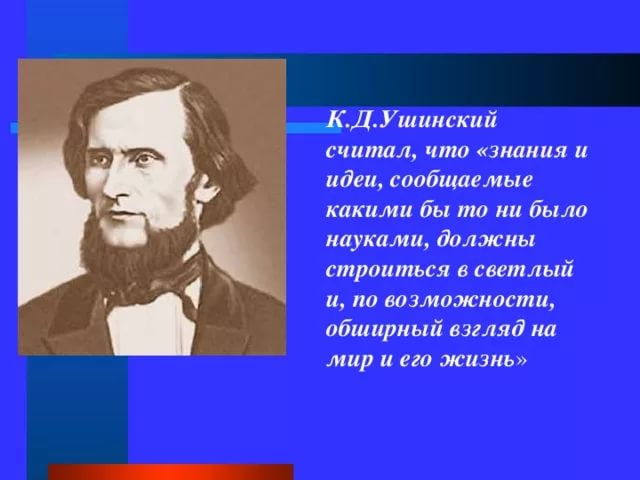 К.Д.Ушинский
считал, что «знания и
идеи, сообщаемые
какими бы то ни было
науками, должны
строиться в светлый
и, по возможности,
обширный взгляд на
мир и его жизнь»